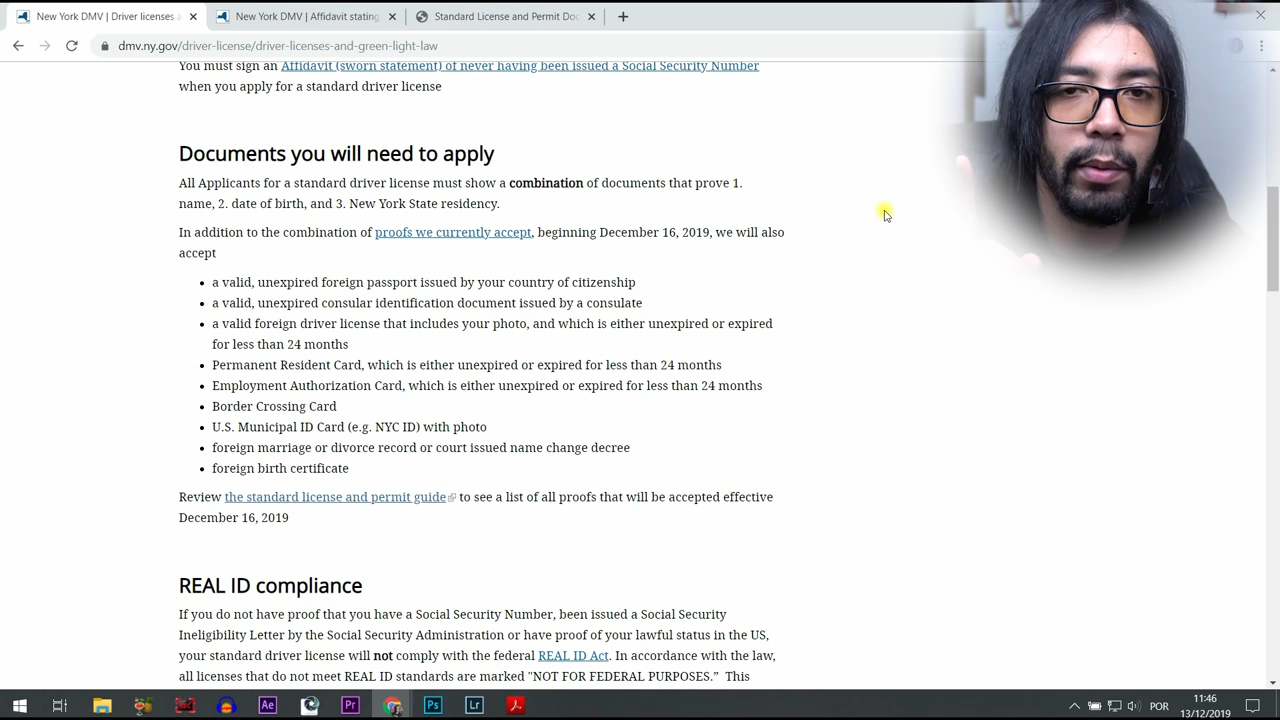 New York DMV | Driver licenses a
New York DMV | Affidavit stating
Standard License and Permit Doc
dmv.ny.gov/driver-license/driver-licenses-and-green-light-law
You must sign an Affidavit (sworn statement) of never having been issued a Social Security Number
when you apply for a standard driver license
Documents you will need to apply
All Applicants for a standard driver license must show a combination of documents that prove 1.
name, 2. date of birth, and 3. New York State residency.
In addition to the combination of proofs we currently accept, beginning December 16, 2019, we will also
accept
• a valid, unexpired foreign passport issued by your country of citizenship
• a valid, unexpired consular identification document issued by a consulate
• a valid foreign driver license that includes your photo, and which is either unexpired or expired
for less than 24 months
• Permanent Resident Card, which is either unexpired or expired for less than 24 months
• Employment Authorization Card, which is either unexpired or expired for less than 24 months
• Border Crossing Card
• U.S. Municipal ID Card (e.g. NYC ID) with photo
• foreign marriage or divorce record or court issued name change decree
• foreign birth certificate
Review the standard license and permit guide to see a list of all proofs that will be accepted effective
December 16, 2019
REAL ID compliance
If you do not have proof that you have a Social Security Number, been issued a Social Security
Ineligibility Letter by the Social Security Administration or have proof of your lawful status in the US,
your standard driver license will not comply with the federal REAL ID Act. In accordance with the law,
all licenses that do not meet REAL ID standards are marked "NOT FOR FEDERAL PURPOSES.” This
Ae
Pr
Ps
Lr
POR
11:46
13/12/2019